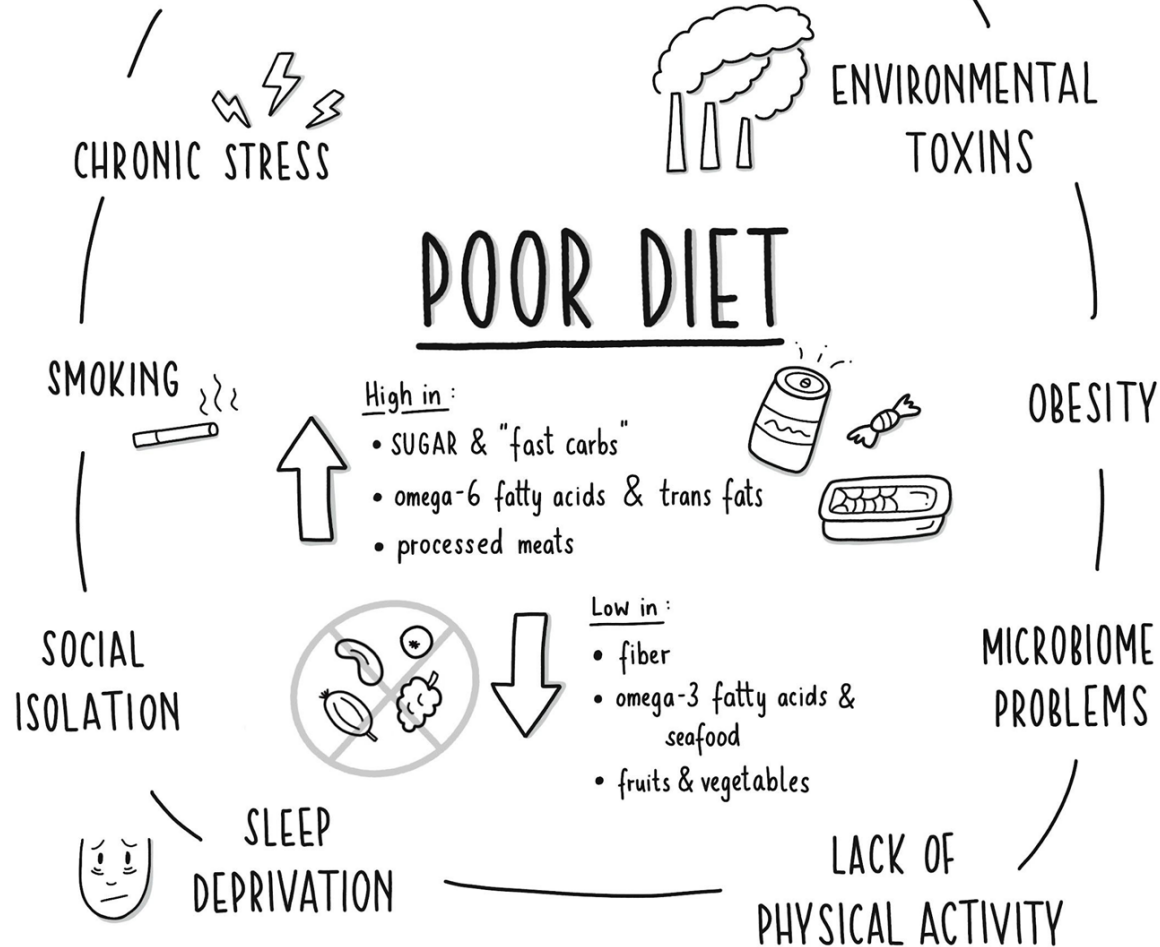 CHRONIC STRESS
ENVIRONMENTAL
TOXINS
POOR DIET
SMOKING
High in :
• SUGAR & "fast carbs"
• omega-6 fatty acids & trans fats
• processed meats
OBESITY
Low in :
• fiber
• omega-3 fatty acids &
seafood
• fruits & vegetables
SOCIAL
ISOLATION
MICROBIOME
PROBLEMS
SLEEP
DEPRIVATION
LACK OF
PHYSICAL ACTIVITY